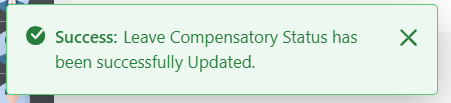 Success: Leave Compensatory Status has
been successfully Updated.